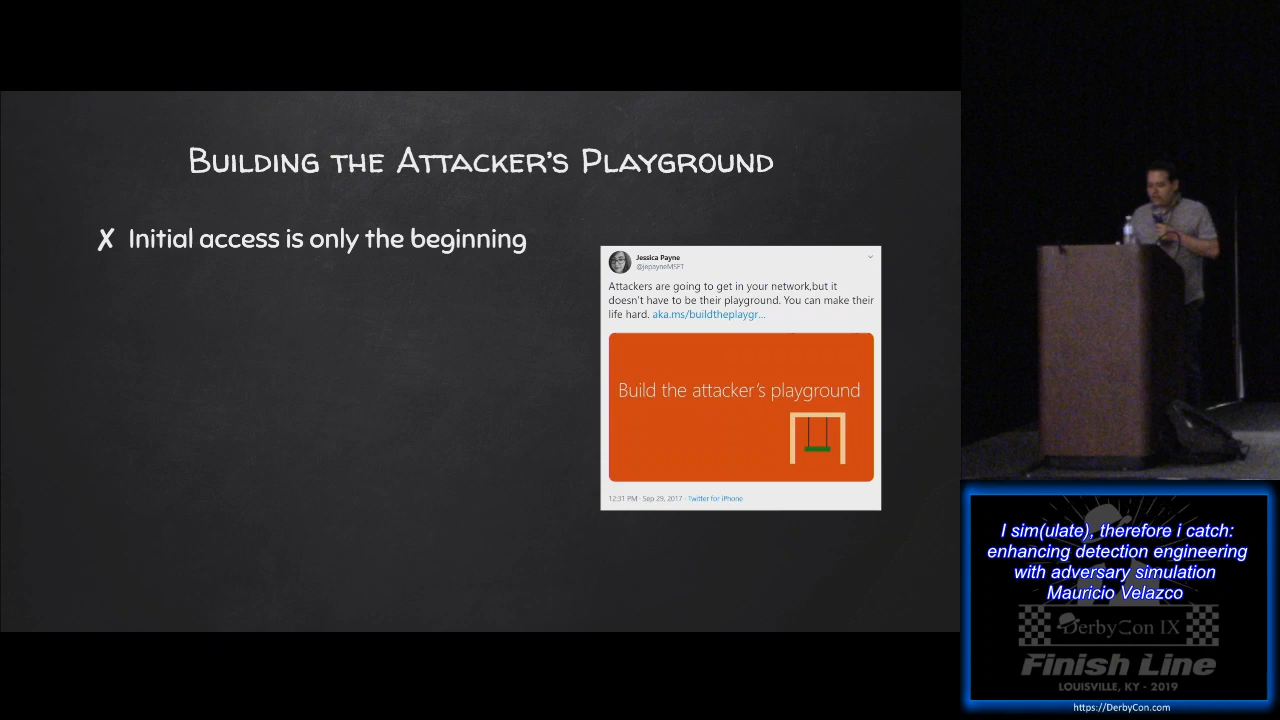 Building the Attacker's Playground
✗ Initial access is only the beginning
Jessica Payne
@jepayneMSFT
Attackers are going to get in your network,but it
doesn't have to be their playground. You can make their
life hard. aka.ms/buildtheplaygr...
Build the attacker's playground
12:31 PM · Sep 29, 2017 · Twitter for iPhone
I sim(ulate), therefore i catch:
enhancing detection engineering
with adversary simulation
Mauricio Velazco
DerbyCon IX
Finish Line
LOUISVILLE, KY - 2019
https://DerbyCon.com